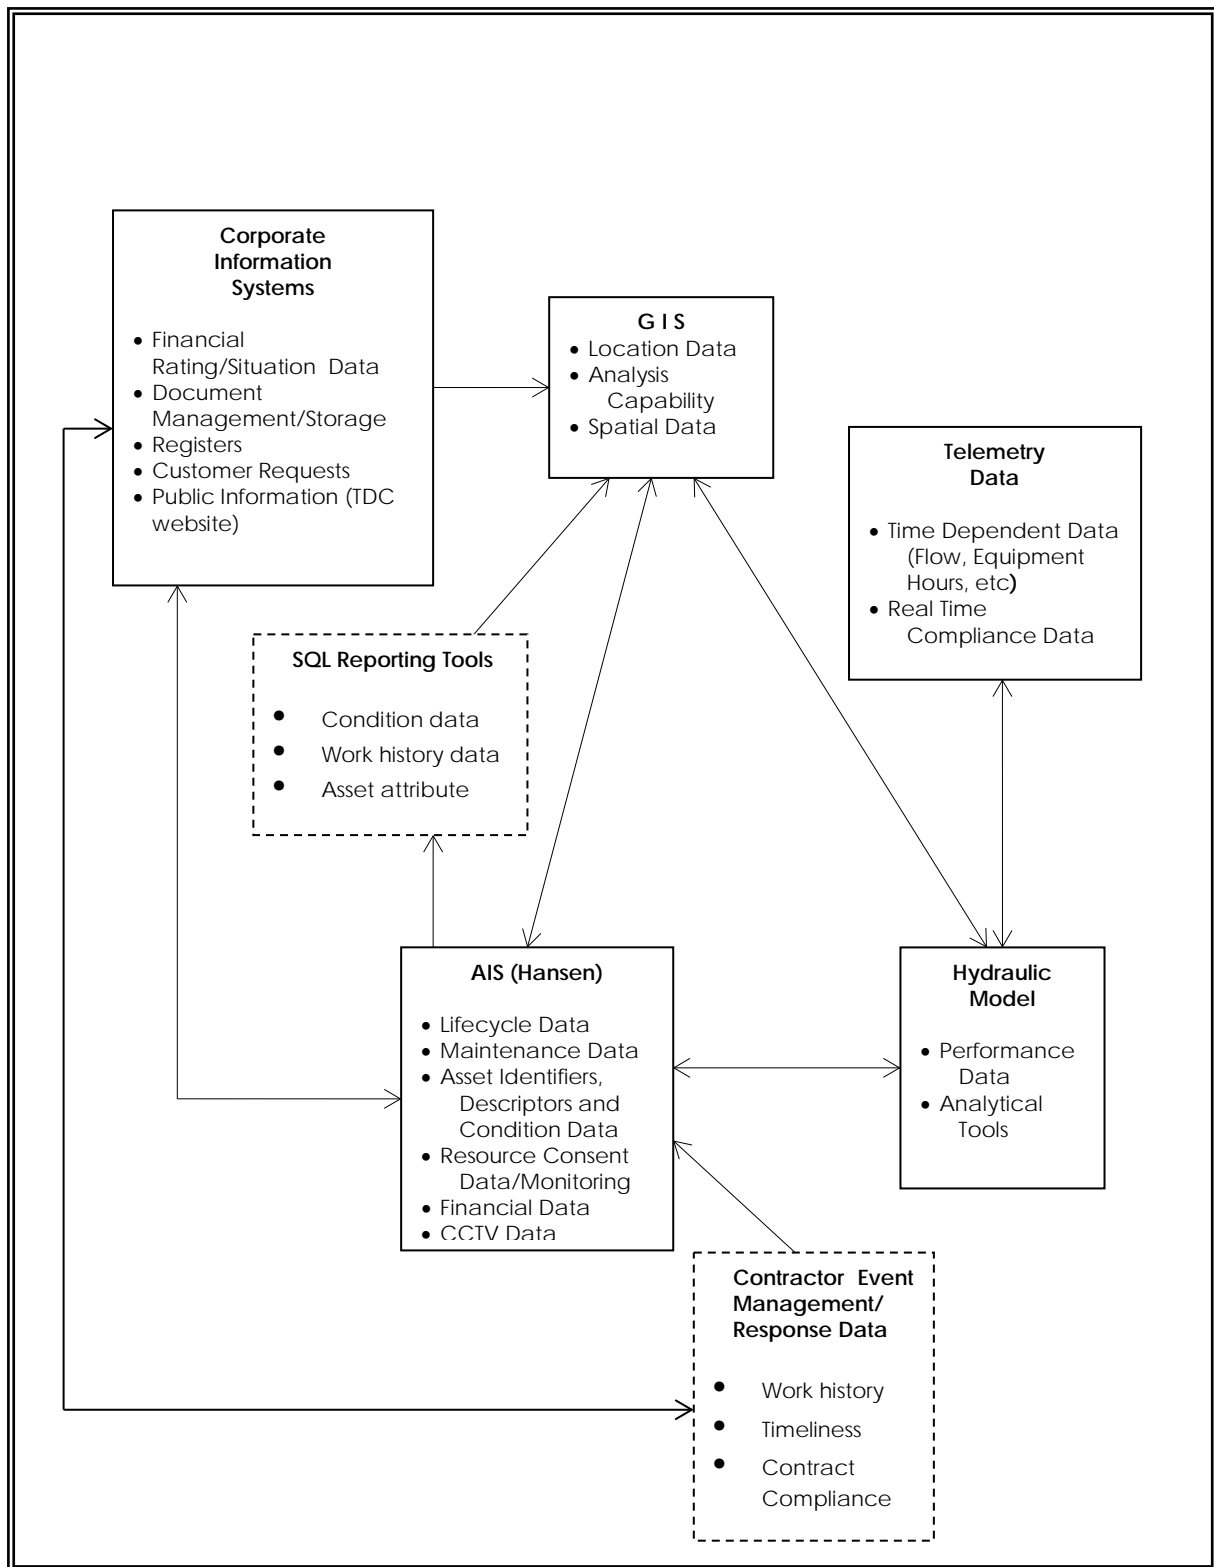 Corporate
Information
Systems
• Financial
Rating/Situation Data
• Document
Management/Storage
• Registers
• Customer Requests
• Public Information (TDC
website)
G I S
• Location Data
• Analysis
Capability
• Spatial Data
Telemetry
Data
• Time Dependent Data
(Flow, Equipment
Hours, etc)
• Real Time
Compliance Data
SQL Reporting Tools
• Condition data
• Work history data
• Asset attribute
AIS (Hansen)
• Lifecycle Data
• Maintenance Data
• Asset Identifiers,
Descriptors and
Condition Data
• Resource Consent
Data/Monitoring
• Financial Data
• CCTV Data
Hydraulic
Model
• Performance
Data
• Analytical
Tools
Contractor Event
Management/
Response Data
• Work history
• Timeliness
• Contract
Compliance